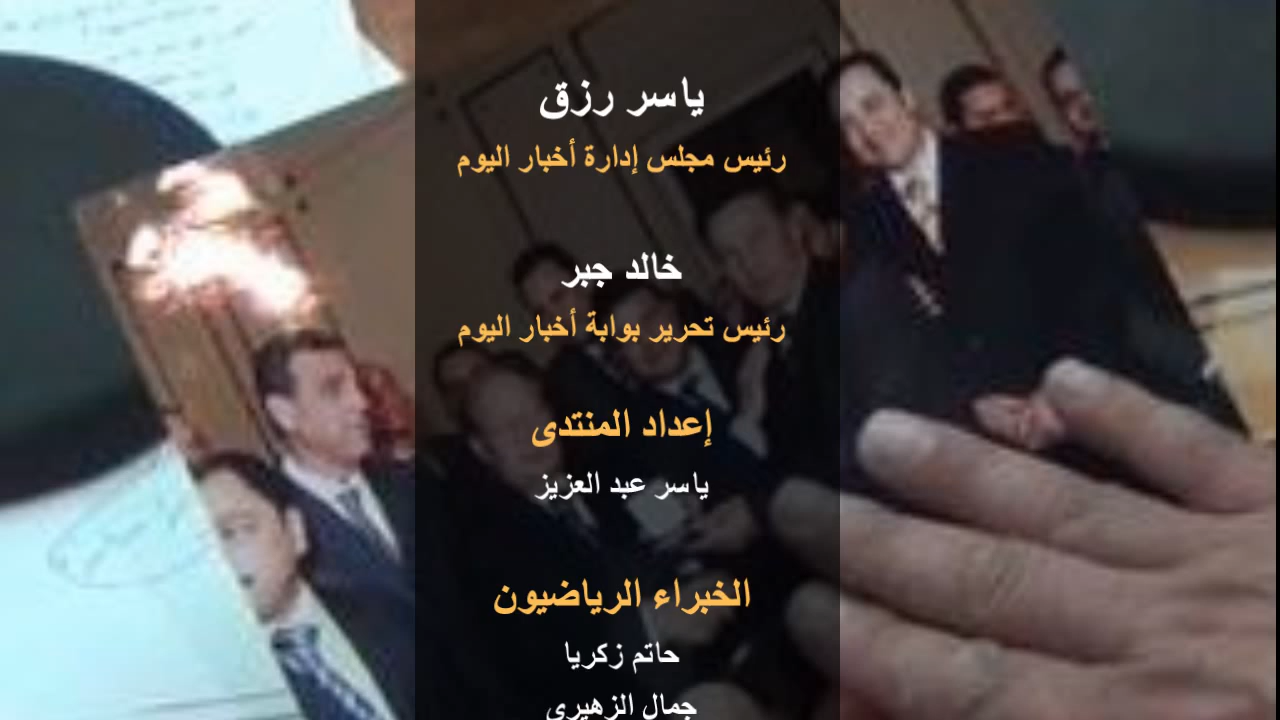 ياسر رزق
رئيس مجلس إدارة أخبار اليوم
خالد جبر
رئيس تحرير بوابة أخبار اليوم
إعداد المنتدى
ياسر عبد العزيز
الخبراء الرياضيون
حاتم زكريا
جمال الزهيري